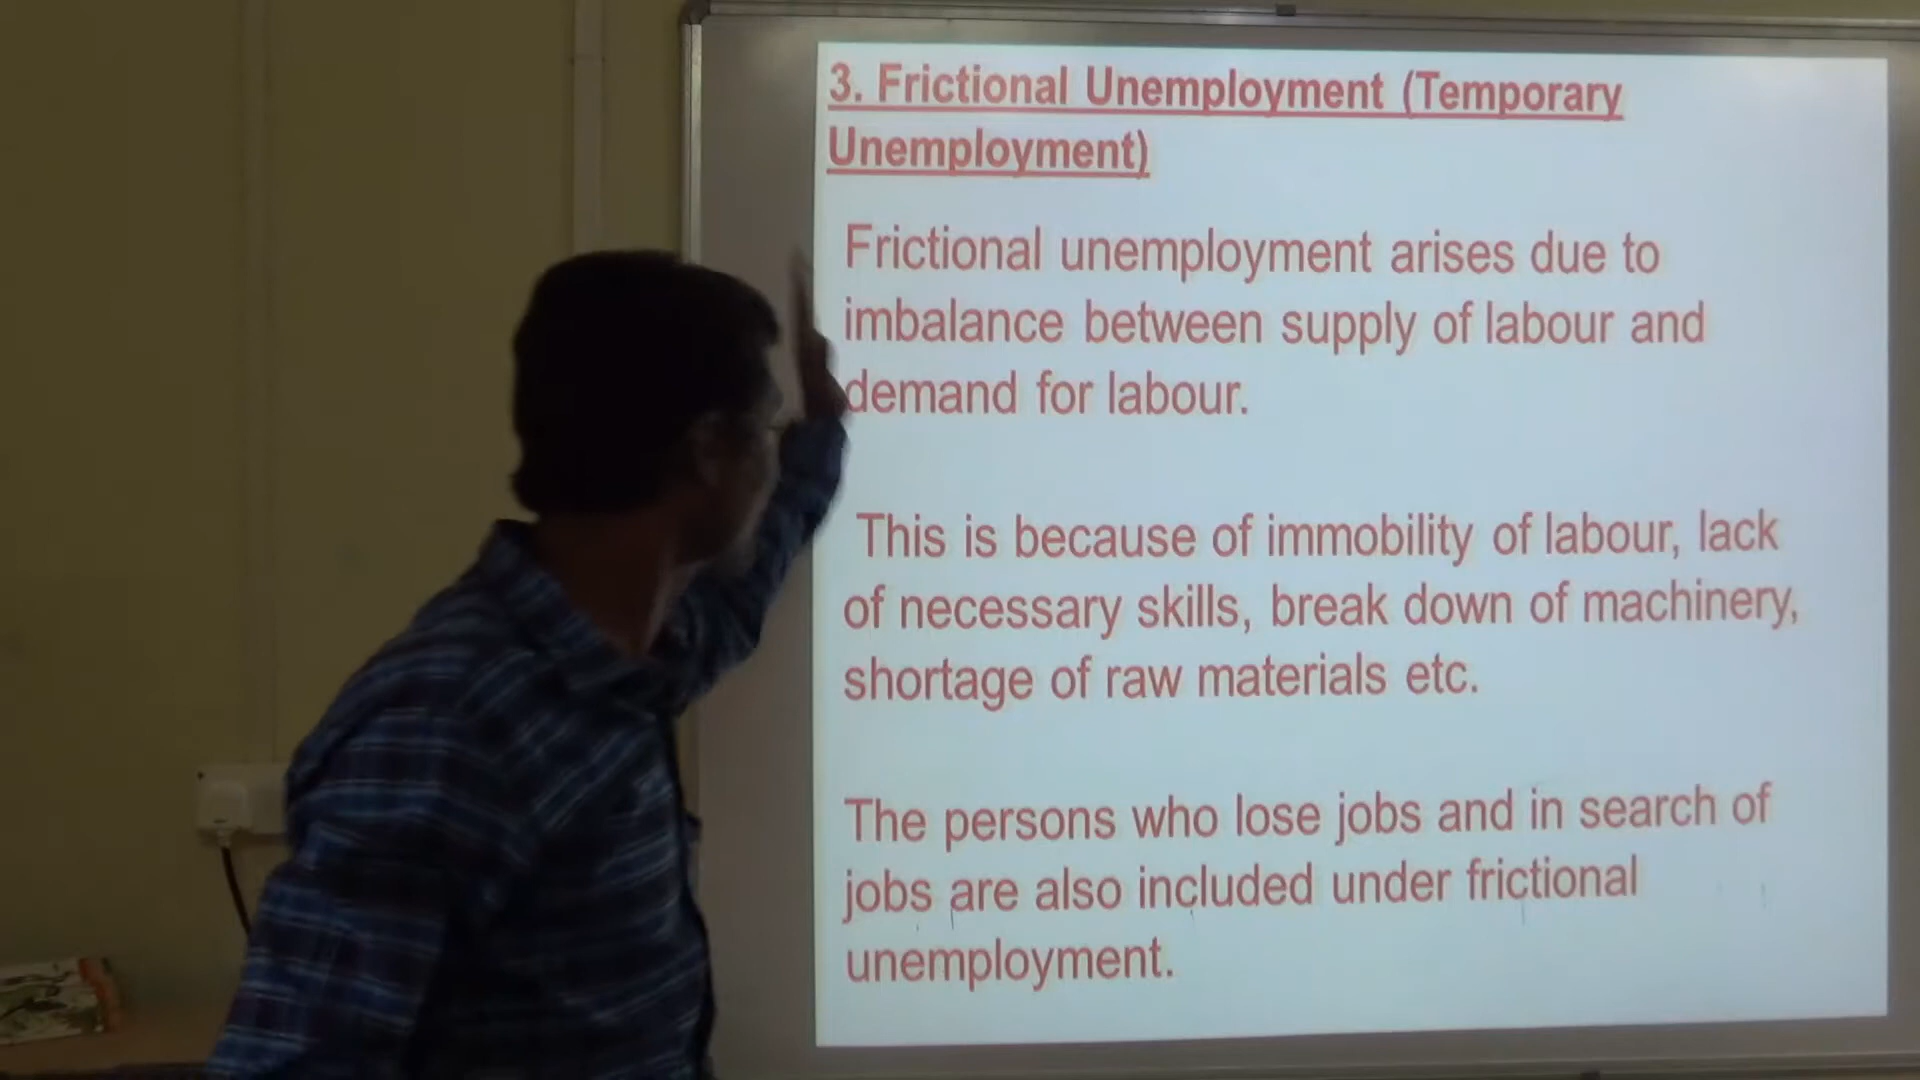 3. Frictional Unemployment (Temporary
Unemployment)
Frictional unemployment arises due to
imbalance between supply of labour and
demand for labour.
This is because of immobility of labour, lack
of necessary skills, break down of machinery,
shortage of raw materials etc.
The persons who lose jobs and in search of
jobs are also included under frictional
unemployment.